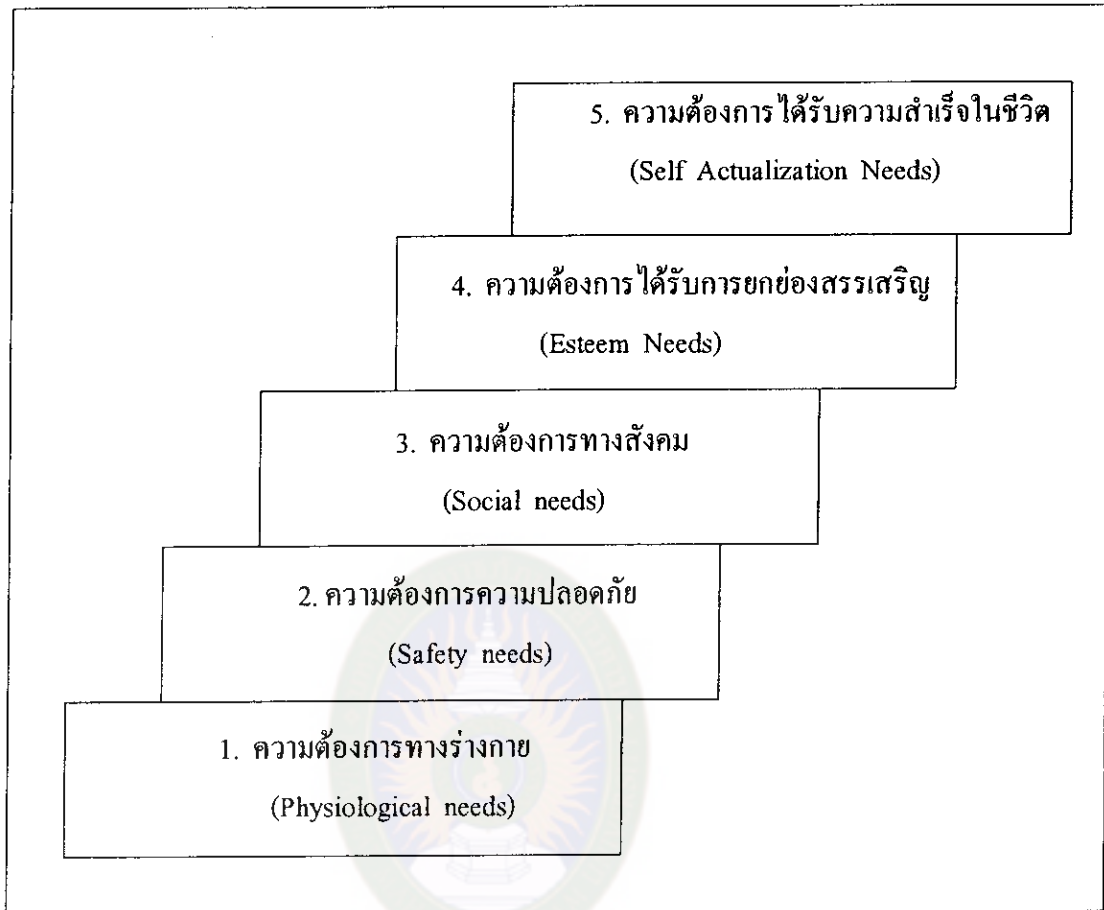 5. ความต้องการได้รับความสำเร็จในชีวิต
(Self Actualization Needs)
4. ความต้องการได้รับการยกย่องสรรเสริญ
(Esteem Needs)
3. ความต้องการทางสังคม
(Social needs)
2. ความต้องการความปลอดภัย
(Safety needs)
1. ความต้องการทางร่างกาย
(Physiological needs)